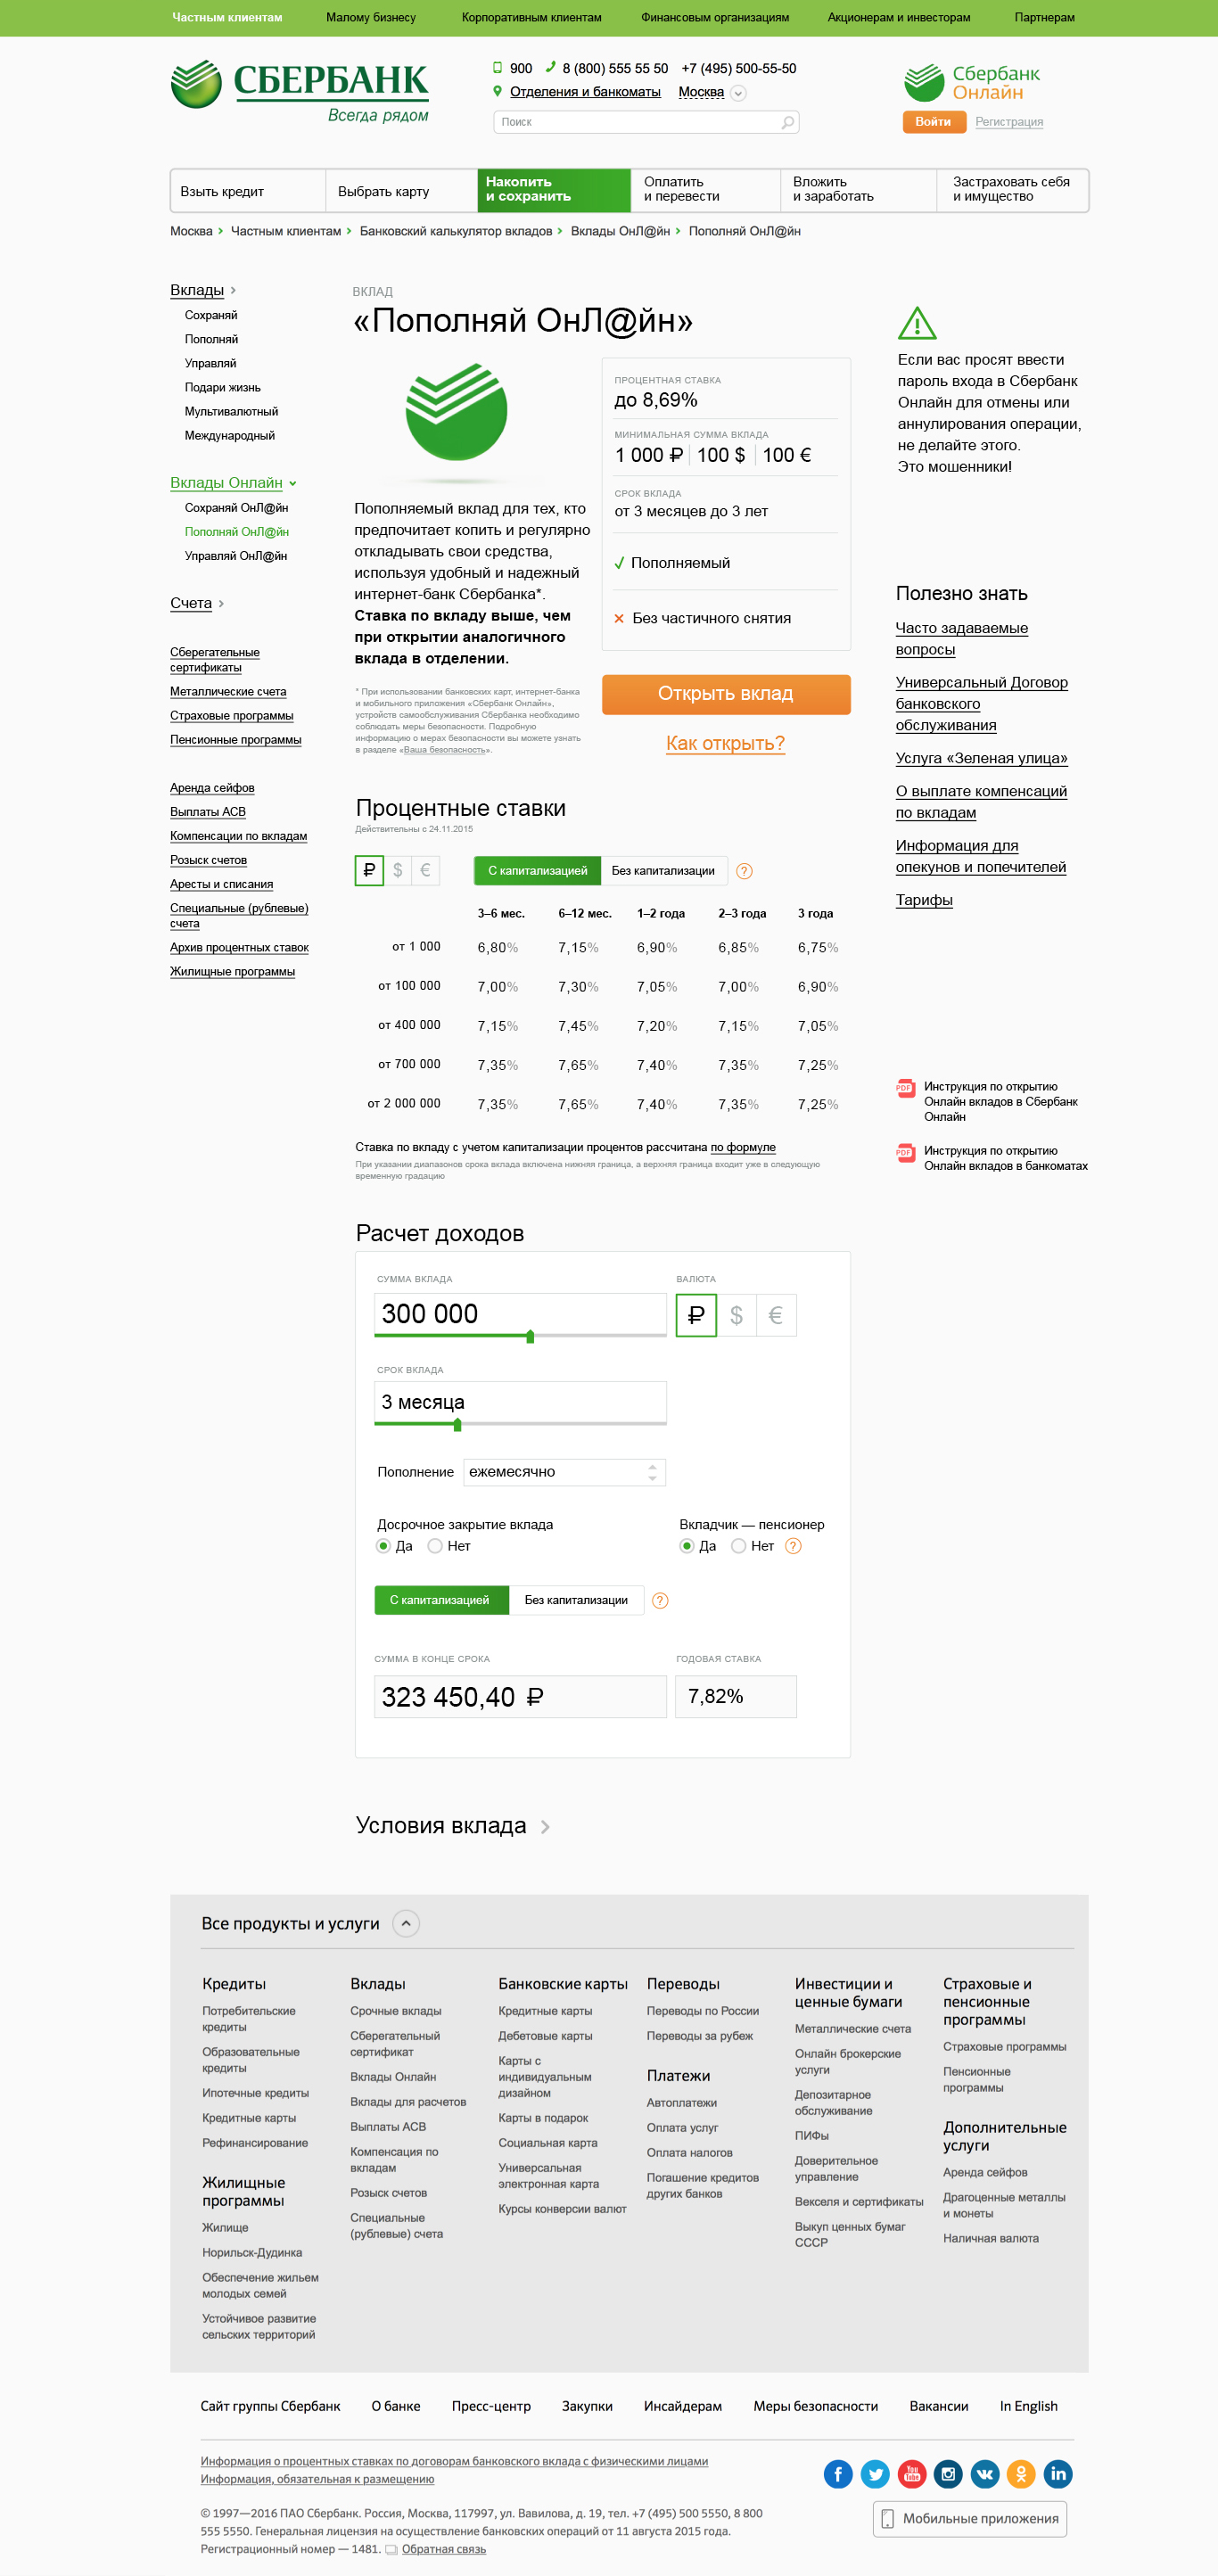 Частным клиентам Малому бизнесу Корпоративным клиентам Финансовым организациям Акционерам и инвесторам Партнерам
СБЕРБАНК
Всегда рядом
900 8 (800) 555 55 50 +7 (495) 500-55-50
Отделения и банкоматы Москва
Поиск
Сбербанк
Онлайн
Войти Регистрация
Взыть кредит
Выбрать карту
Накопить
и сохранить
Оплатить
и перевести
Вложить
и заработать
Застраховать себя
и имущество
Москва Частным клиентам Банковский калькулятор вкладов Вклады ОнЛ@йн Пополняй ОнЛ@йн
Вклады
Сохраняй
Пополняй
Управляй
Подари жизнь
Мультивалютный
Международный
Вклады Онлайн
Сохраняй ОнЛ@йн
Пополняй ОнЛ@йн
Управляй ОнЛ@йн
Счета
Сберегательные
сертификаты
Металлические счета
Страховые программы
Пенсионные программы
Аренда сейфов
Выплаты АСВ
Компенсации по вкладам
Розыск счетов
Аресты и списания
Специальные (рублевые)
счета
Архив процентных ставок
Жилищные программы
ВКЛАД
«Пополняй ОнЛ@йн»
Пополняемый вклад для тех, кто
предпочитает копить и регулярно
откладывать свои средства,
используя удобный и надежный
интернет-банк Сбербанка*.
Ставка по вкладу выше, чем
при открытии аналогичного
вклада в отделении.
* При использовании банковских карт, интернет-банка
и мобильного приложения «Сбербанк Онлайн»,
устройств самообслуживания Сбербанка необходимо
соблюдать меры безопасности. Подробную
информацию о мерах безопасности вы можете узнать
в разделе «Ваша безопасность».
ПРОЦЕНТНАЯ СТАВКА
до 8,69%
МИНИМАЛЬНАЯ СУММА ВКЛАДА
1 000 ₽ 100 $ 100 €
СРОК ВКЛАДА
от 3 месяцев до 3 лет
Пополняемый
Без частичного снятия
Открыть вклад
Как открыть?
Если вас просят ввести
пароль входа в Сбербанк
Онлайн для отмены или
аннулирования операции,
не делайте этого.
Это мошенники!
Полезно знать
Часто задаваемые
вопросы
Универсальный Договор
банковского
обслуживания
Услуга «Зеленая улица»
О выплате компенсаций
по вкладам
Информация для
опекунов и попечителей
Тарифы
PDF
Инструкция по открытию
Онлайн вкладов в Сбербанк
Онлайн
PDF
Инструкция по открытию
Онлайн вкладов в банкоматах
Процентные ставки
Действительны с 24.11.2015
₽ $ € С капитализацией Без капитализации ?
3–6 мес. 6–12 мес. 1–2 года 2–3 года 3 года
от 1 000 6,80% 7,15% 6,90% 6,85% 6,75%
от 100 000 7,00% 7,30% 7,05% 7,00% 6,90%
от 400 000 7,15% 7,45% 7,20% 7,15% 7,05%
от 700 000 7,35% 7,65% 7,40% 7,35% 7,25%
от 2 000 000 7,35% 7,65% 7,40% 7,35% 7,25%
Ставка по вкладу с учетом капитализации процентов рассчитана по формуле
При указании диапазонов срока вклада включена нижняя граница, а верхняя граница входит уже в следующую
временную градацию
Расчет доходов
СУММА ВКЛАДА ВАЛЮТА
300 000 ₽ $ €
СРОК ВКЛАДА
3 месяца
Пополнение ежемесячно
Досрочное закрытие вклада Вкладчик — пенсионер
Да Нет Да Нет ?
С капитализацией Без капитализации ?
СУММА В КОНЦЕ СРОКА ГОДОВАЯ СТАВКА
323 450,40 ₽ 7,82%
Условия вклада
Все продукты и услуги
Кредиты
Потребительские
кредиты
Образовательные
кредиты
Ипотечные кредиты
Кредитные карты
Рефинансирование
Жилищные
программы
Жилище
Норильск-Дудинка
Обеспечение жильем
молодых семей
Устойчивое развитие
сельских территорий
Вклады
Срочные вклады
Сберегательный
сертификат
Вклады Онлайн
Вклады для расчетов
Выплаты АСВ
Компенсация по
вкладам
Розыск счетов
Специальные
(рублевые) счета
Банковские карты
Кредитные карты
Дебетовые карты
Карты с
индивидуальным
дизайном
Карты в подарок
Социальная карта
Универсальная
электронная карта
Курсы конверсии валют
Переводы
Переводы по России
Переводы за рубеж
Платежи
Автоплатежи
Оплата услуг
Оплата налогов
Погашение кредитов
других банков
Инвестиции и
ценные бумаги
Металлические счета
Онлайн брокерские
услуги
Депозитарное
обслуживание
ПИФы
Доверительное
управление
Векселя и сертификаты
Выкуп ценных бумаг
СССР
Страховые и
пенсионные
программы
Страховые программы
Пенсионные
программы
Дополнительные
услуги
Аренда сейфов
Драгоценные металлы
и монеты
Наличная валюта
Сайт группы Сбербанк О банке Пресс-центр Закупки Инсайдерам Меры безопасности Вакансии In English
Информация о процентных ставках по договорам банковского вклада с физическими лицами
Информация, обязательная к размещению
© 1997—2016 ПАО Сбербанк. Россия, Москва, 117997, ул. Вавилова, д. 19, тел. +7 (495) 500 5550, 8 800
555 5550. Генеральная лицензия на осуществление банковских операций от 11 августа 2015 года.
Регистрационный номер — 1481. Обратная связь
You
Tube
Мобильные приложения